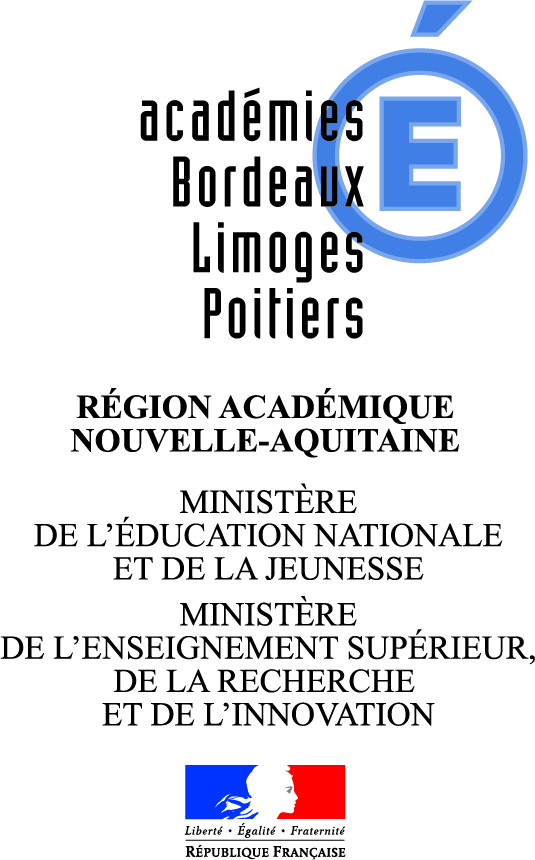 É
académies
Bordeaux
Limoges
Poitiers
RÉGION ACADÉMIQUE
NOUVELLE-AQUITAINE
MINISTÈRE
DE L’ÉDUCATION NATIONALE
ET DE LA JEUNESSE
MINISTÈRE
DE L’ENSEIGNEMENT SUPÉRIEUR,
DE LA RECHERCHE
ET DE L’INNOVATION
Liberté • Égalité • Fraternité
RÉPUBLIQUE FRANÇAISE